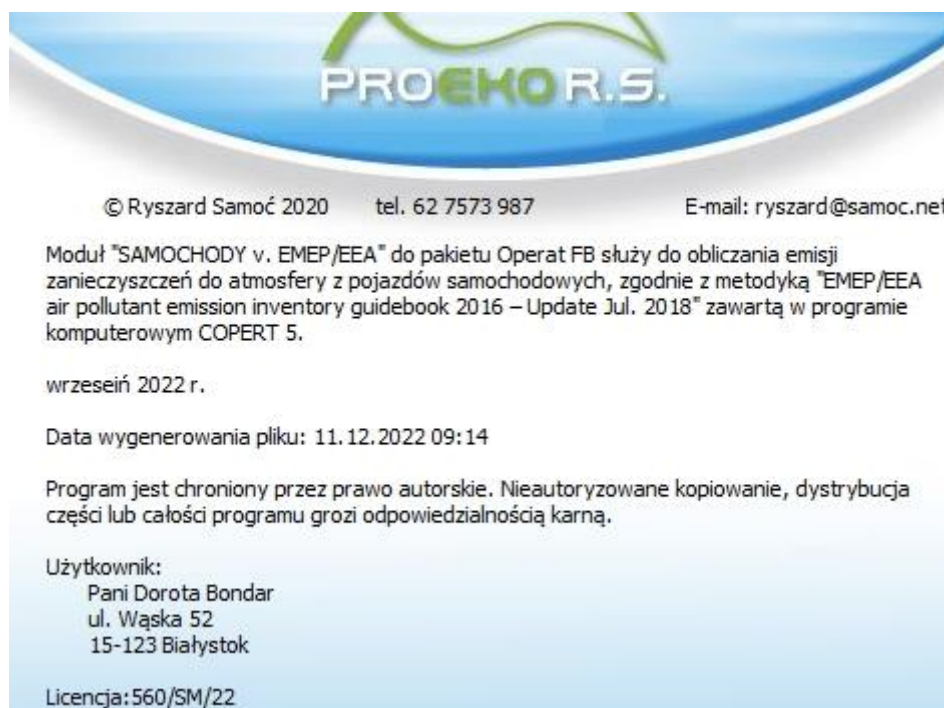 PROEKO R.S.
© Ryszard Samoć 2020 tel. 62 7573 987 E-mail: ryszard@samoc.net
Moduł "SAMOCHODY v. EMEP/EEA" do pakietu Operat FB służy do obliczania emisji
zanieczyszczeń do atmosfery z pojazdów samochodowych, zgodnie z metodyką "EMEP/EEA
air pollutant emission inventory guidebook 2016 – Update Jul. 2018" zawartą w programie
komputerowym COPERT 5.
wrzeseiń 2022 r.
Data wygenerowania pliku: 11.12.2022 09:14
Program jest chroniony przez prawo autorskie. Nieautoryzowane kopiowanie, dystrybucja
części lub całości programu grozi odpowiedzialnością karną.
Użytkownik:
Pani Dorota Bondar
ul. Wąska 52
15-123 Białystok
Licencja:560/SM/22